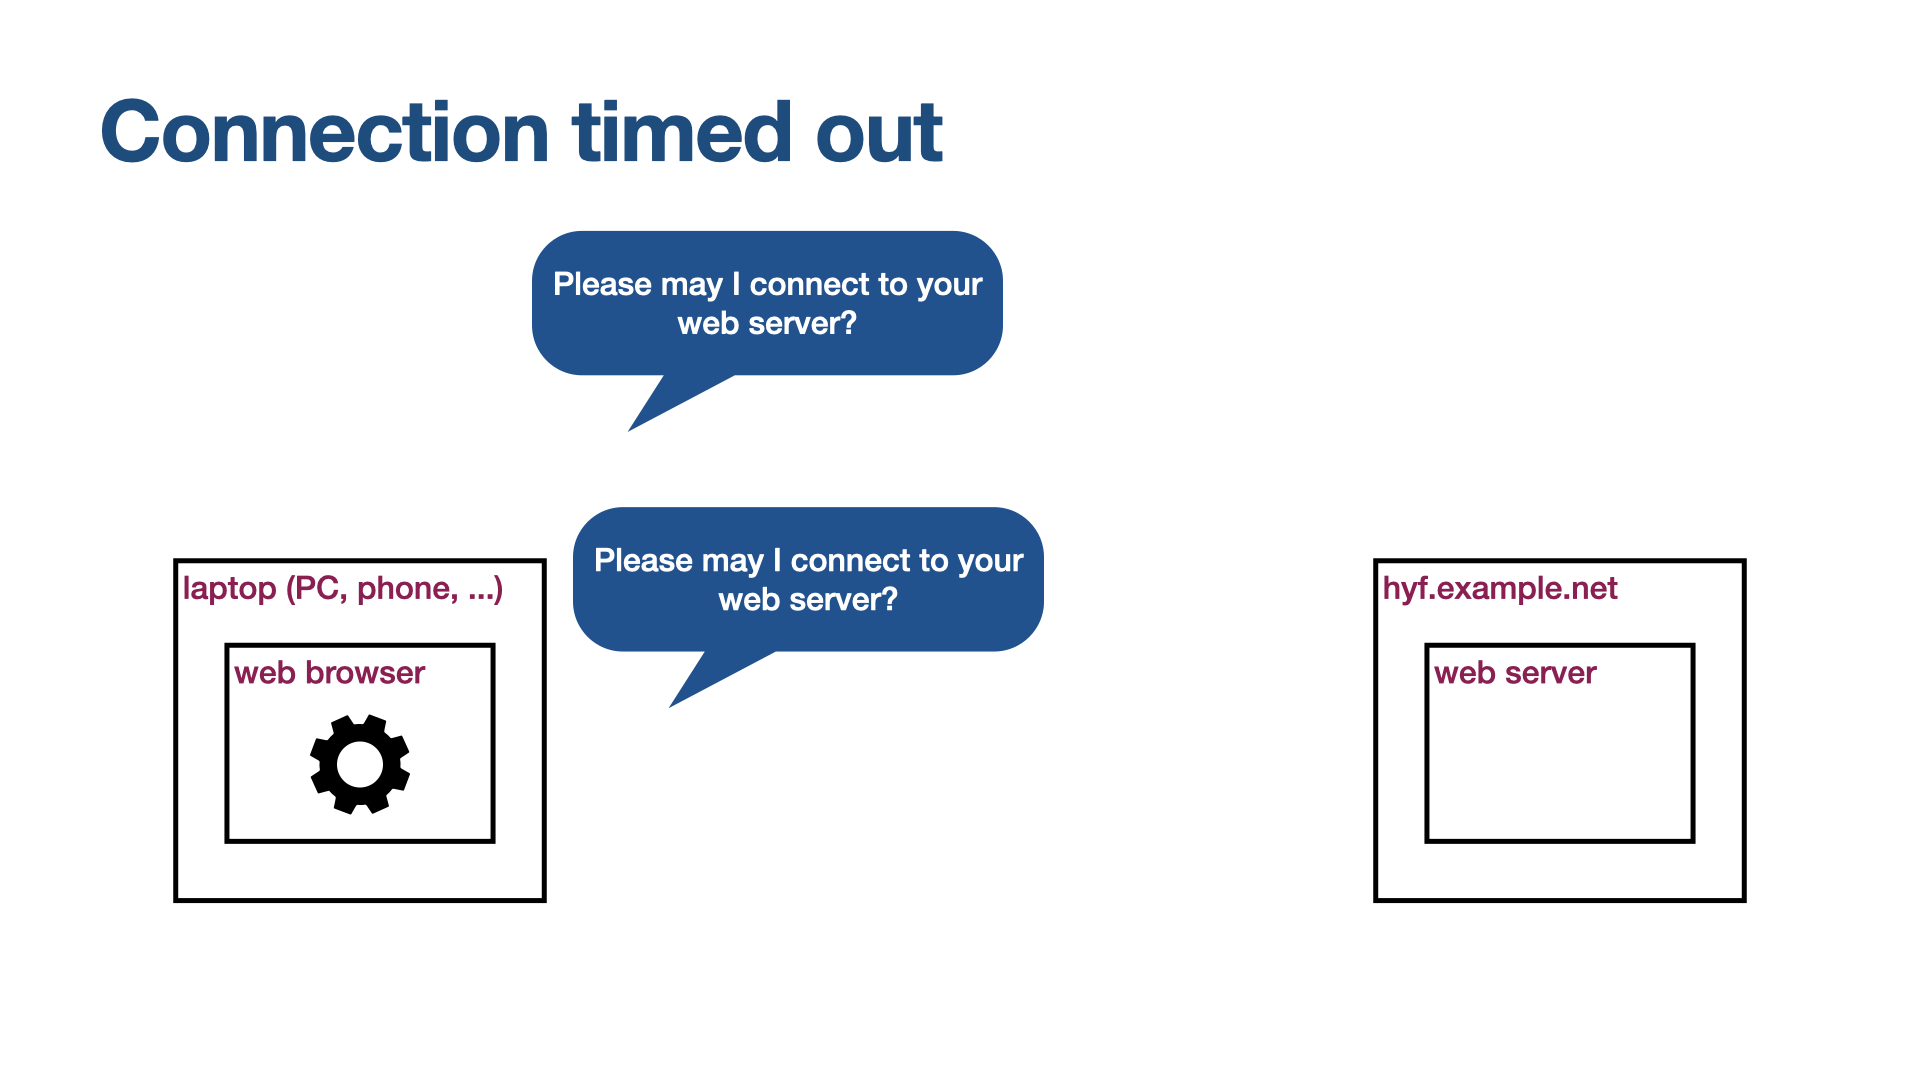 Connection timed out
Please may I connect to your
web server?
Please may I connect to your
web server?
laptop (PC, phone, ...)
web browser
hyf.example.net
web server